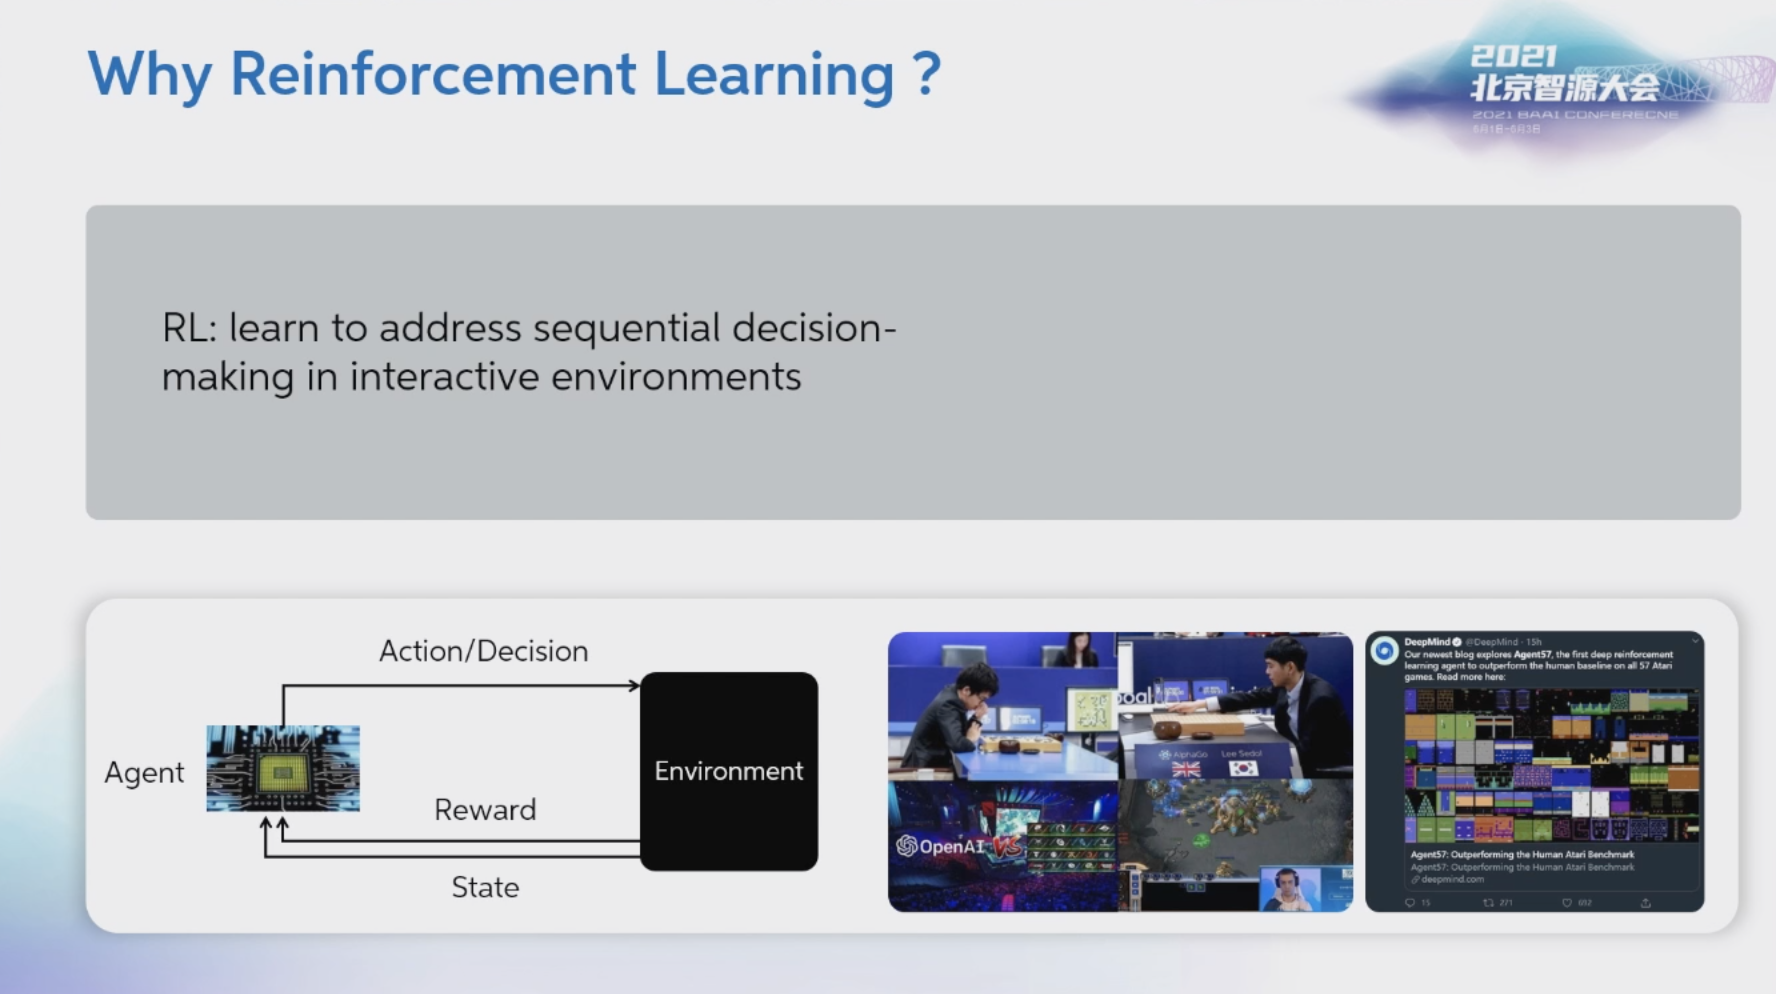 Why Reinforcement Learning ?
2021
北京智源大会
2021 BAAI CONFERECNE
6月1日-6月3日
RL: learn to address sequential decision-
making in interactive environments
Action/Decision
Agent
Environment
Reward
State
AlphaGo
Lee Sedol
OpenAI
VS
DeepMind @DeepMind · 15h
Our newest blog explores Agent57, the first deep reinforcement
learning agent to outperform the human baseline on all 57 Atari
games. Read more here:
Agent57: Outperforming the Human Atari Benchmark
Agent57: Outperforming the Human Atari Benchmark
deepmind.com
15
271
692